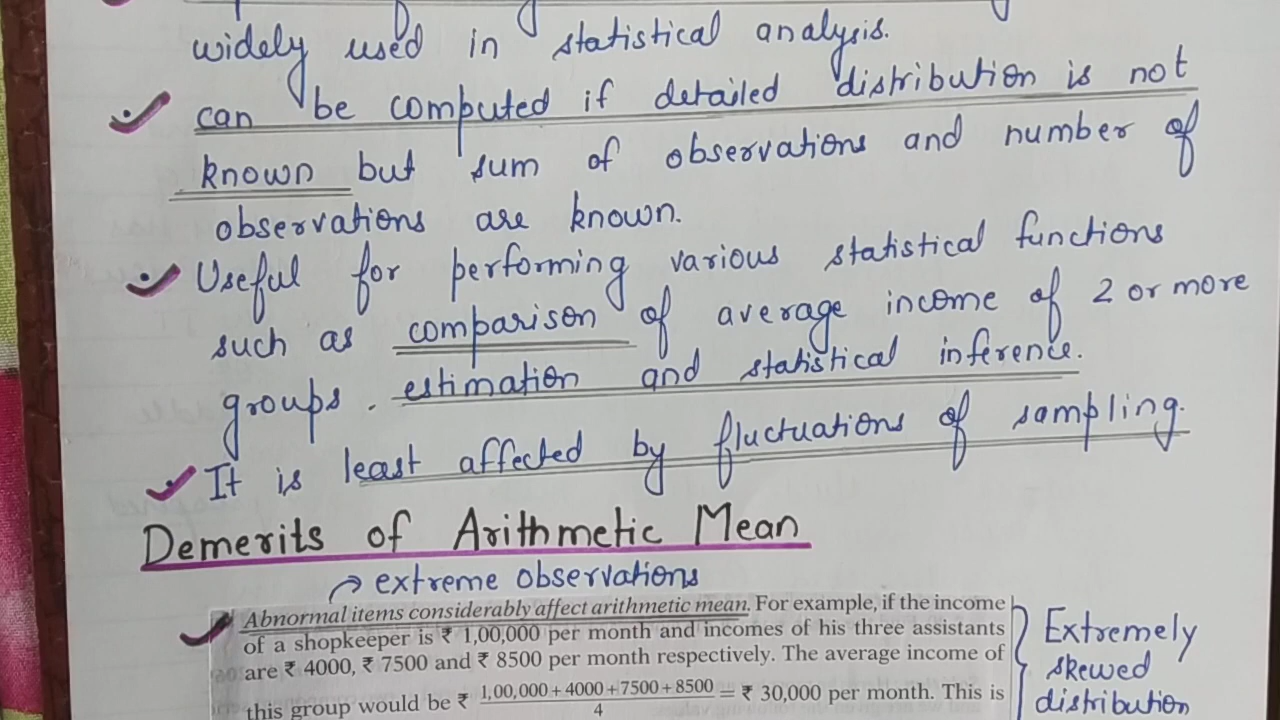 widely used in statistical analysis.
can be computed if detailed distribution is not
known but sum of observations and number of
observations are known.
Useful for performing various statistical functions
such as comparison of average income of 2 or more
groups. estimation and statistical inference.
It is least affected by fluctuations of sampling.
Demerits of Arithmetic Mean
→ extreme observations
Abnormal items considerably affect arithmetic mean. For example, if the income
of a shopkeeper is ₹ 1,00,000 per month and incomes of his three assistants
are ₹ 4000, ₹ 7500 and ₹ 8500 per month respectively. The average income of
this group would be ₹ (1,00,000 + 4000 + 7500 + 8500)/4 = ₹ 30,000 per month. This is
Extremely
skewed
distribution